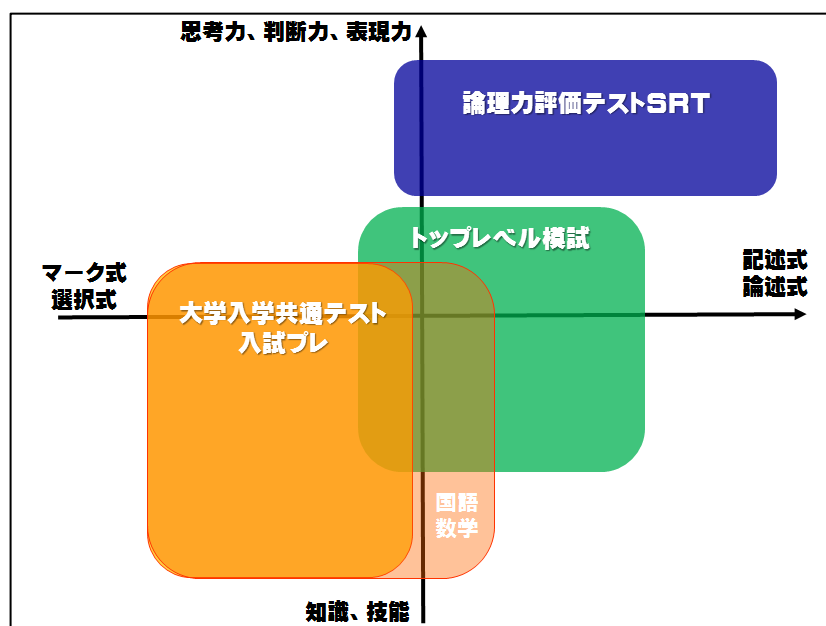 思考力、判断力、表現力
論理力評価テストSRT
トップレベル模試
記述式
論述式
マーク式
選択式
大学入学共通テスト
入試プレ
国語
数学
知識、技能